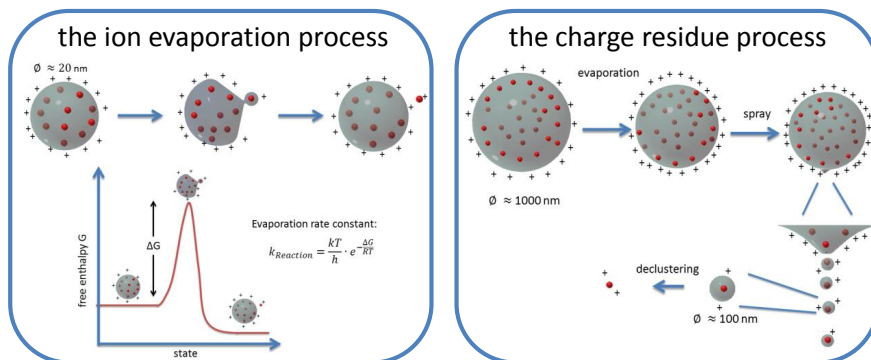 the ion evaporation process
Ø ≈ 20 nm
free enthalpy G
ΔG
state
Evaporation rate constant:
k_Reaction = kT/h · e^(-ΔG/RT)
the charge residue process
evaporation
spray
Ø ≈ 1000 nm
declustering
Ø ≈ 100 nm